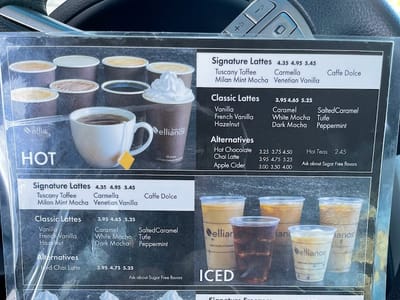 Signature Lattes 4.35 4.95 5.45
Tuscany Toffee Carmella Caffe Dolce
Milan Mint Mocha Venetian Vanilla
Classic Lattes 3.95 4.65 5.25
Vanilla Caramel SaltedCaramel
French Vanilla White Mocha Tufle
Hazelnut Dark Mocha Peppermint
Alternatives
Hot Chocolate 3.25 3.75 4.50 Hot Teas 2.45
Chai Latte 3.95 4.75 5.25
Apple Cider 3.00 3.50 4.00 Ask about Sugar Free flavors
elliance
elliance
HOT
Signature Lattes 4.35 4.95 5.45
Tuscany Toffee Carmella Caffe Dolce
Milan Mint Mocha Venetian Vanilla
Classic Lattes 3.95 4.65 5.25
Vanilla Caramel SaltedCaramel
French Vanilla White Mocha Tufle
Hazelnut Dark Mocha Peppermint
Alternatives
Iced Chai Latte 3.95 4.75 5.25
Ask about Sugar Free flavors
elliance
elliance
ICED